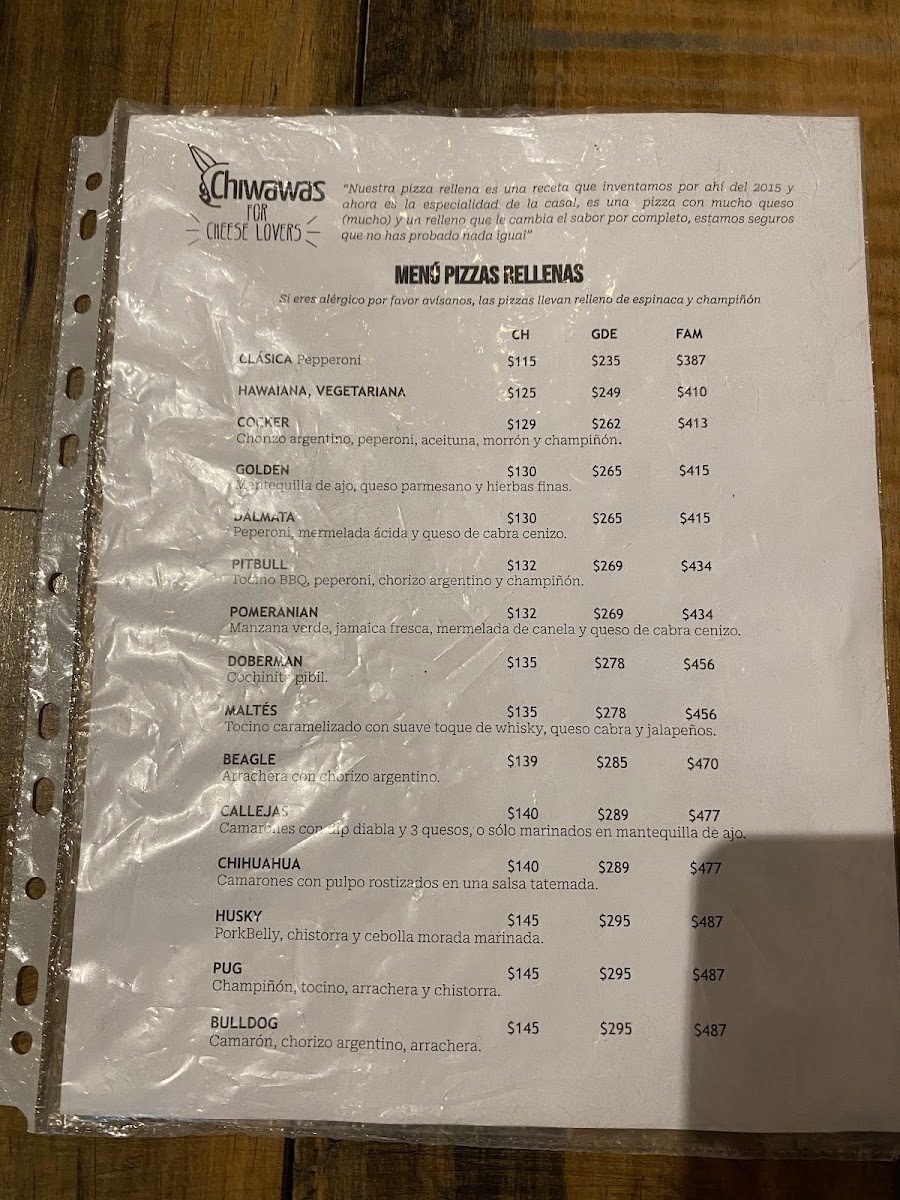 Chiwawas
FOR
CHEESE LOVERS
"Nuestra pizza rellena es una receta que inventamos por ahí del 2015 y
ahora es la especialidad de la casa!, es una pizza con mucho queso
(mucho) y un relleno que le cambia el sabor por completo, estamos seguros
que no has probado nada igual"
MENÚ PIZZAS RELLENAS
Si eres alérgico por favor avísanos, las pizzas llevan relleno de espinaca y champiñón
CH GDE FAM
CLÁSICA Pepperoni $115 $235 $387
HAWAIANA, VEGETARIANA $125 $249 $410
COCKER $129 $262 $413
Chorizo argentino, peperoni, aceituna, morrón y champiñón.
GOLDEN $130 $265 $415
Mantequilla de ajo, queso parmesano y hierbas finas.
DÁLMATA $130 $265 $415
Peperoni, mermelada ácida y queso de cabra cenizo.
PITBULL $132 $269 $434
Tocino BBQ, peperoni, chorizo argentino y champiñón.
POMERANIAN $132 $269 $434
Manzana verde, jamaica fresca, mermelada de canela y queso de cabra cenizo.
DOBERMAN $135 $278 $456
Cochinita pibil.
MALTÉS $135 $278 $456
Tocino caramelizado con suave toque de whisky, queso cabra y jalapeños.
BEAGLE $139 $285 $470
Arrachera con chorizo argentino.
CALLEJAS $140 $289 $477
Camarones con dip diabla y 3 quesos, o sólo marinados en mantequilla de ajo.
CHIHUAHUA $140 $289 $477
Camarones con pulpo rostizados en una salsa tatemada.
HUSKY $145 $295 $487
PorkBelly, chistorra y cebolla morada marinada.
PUG $145 $295 $487
Champiñón, tocino, arrachera y chistorra.
BULLDOG $145 $295 $487
Camarón, chorizo argentino, arrachera.